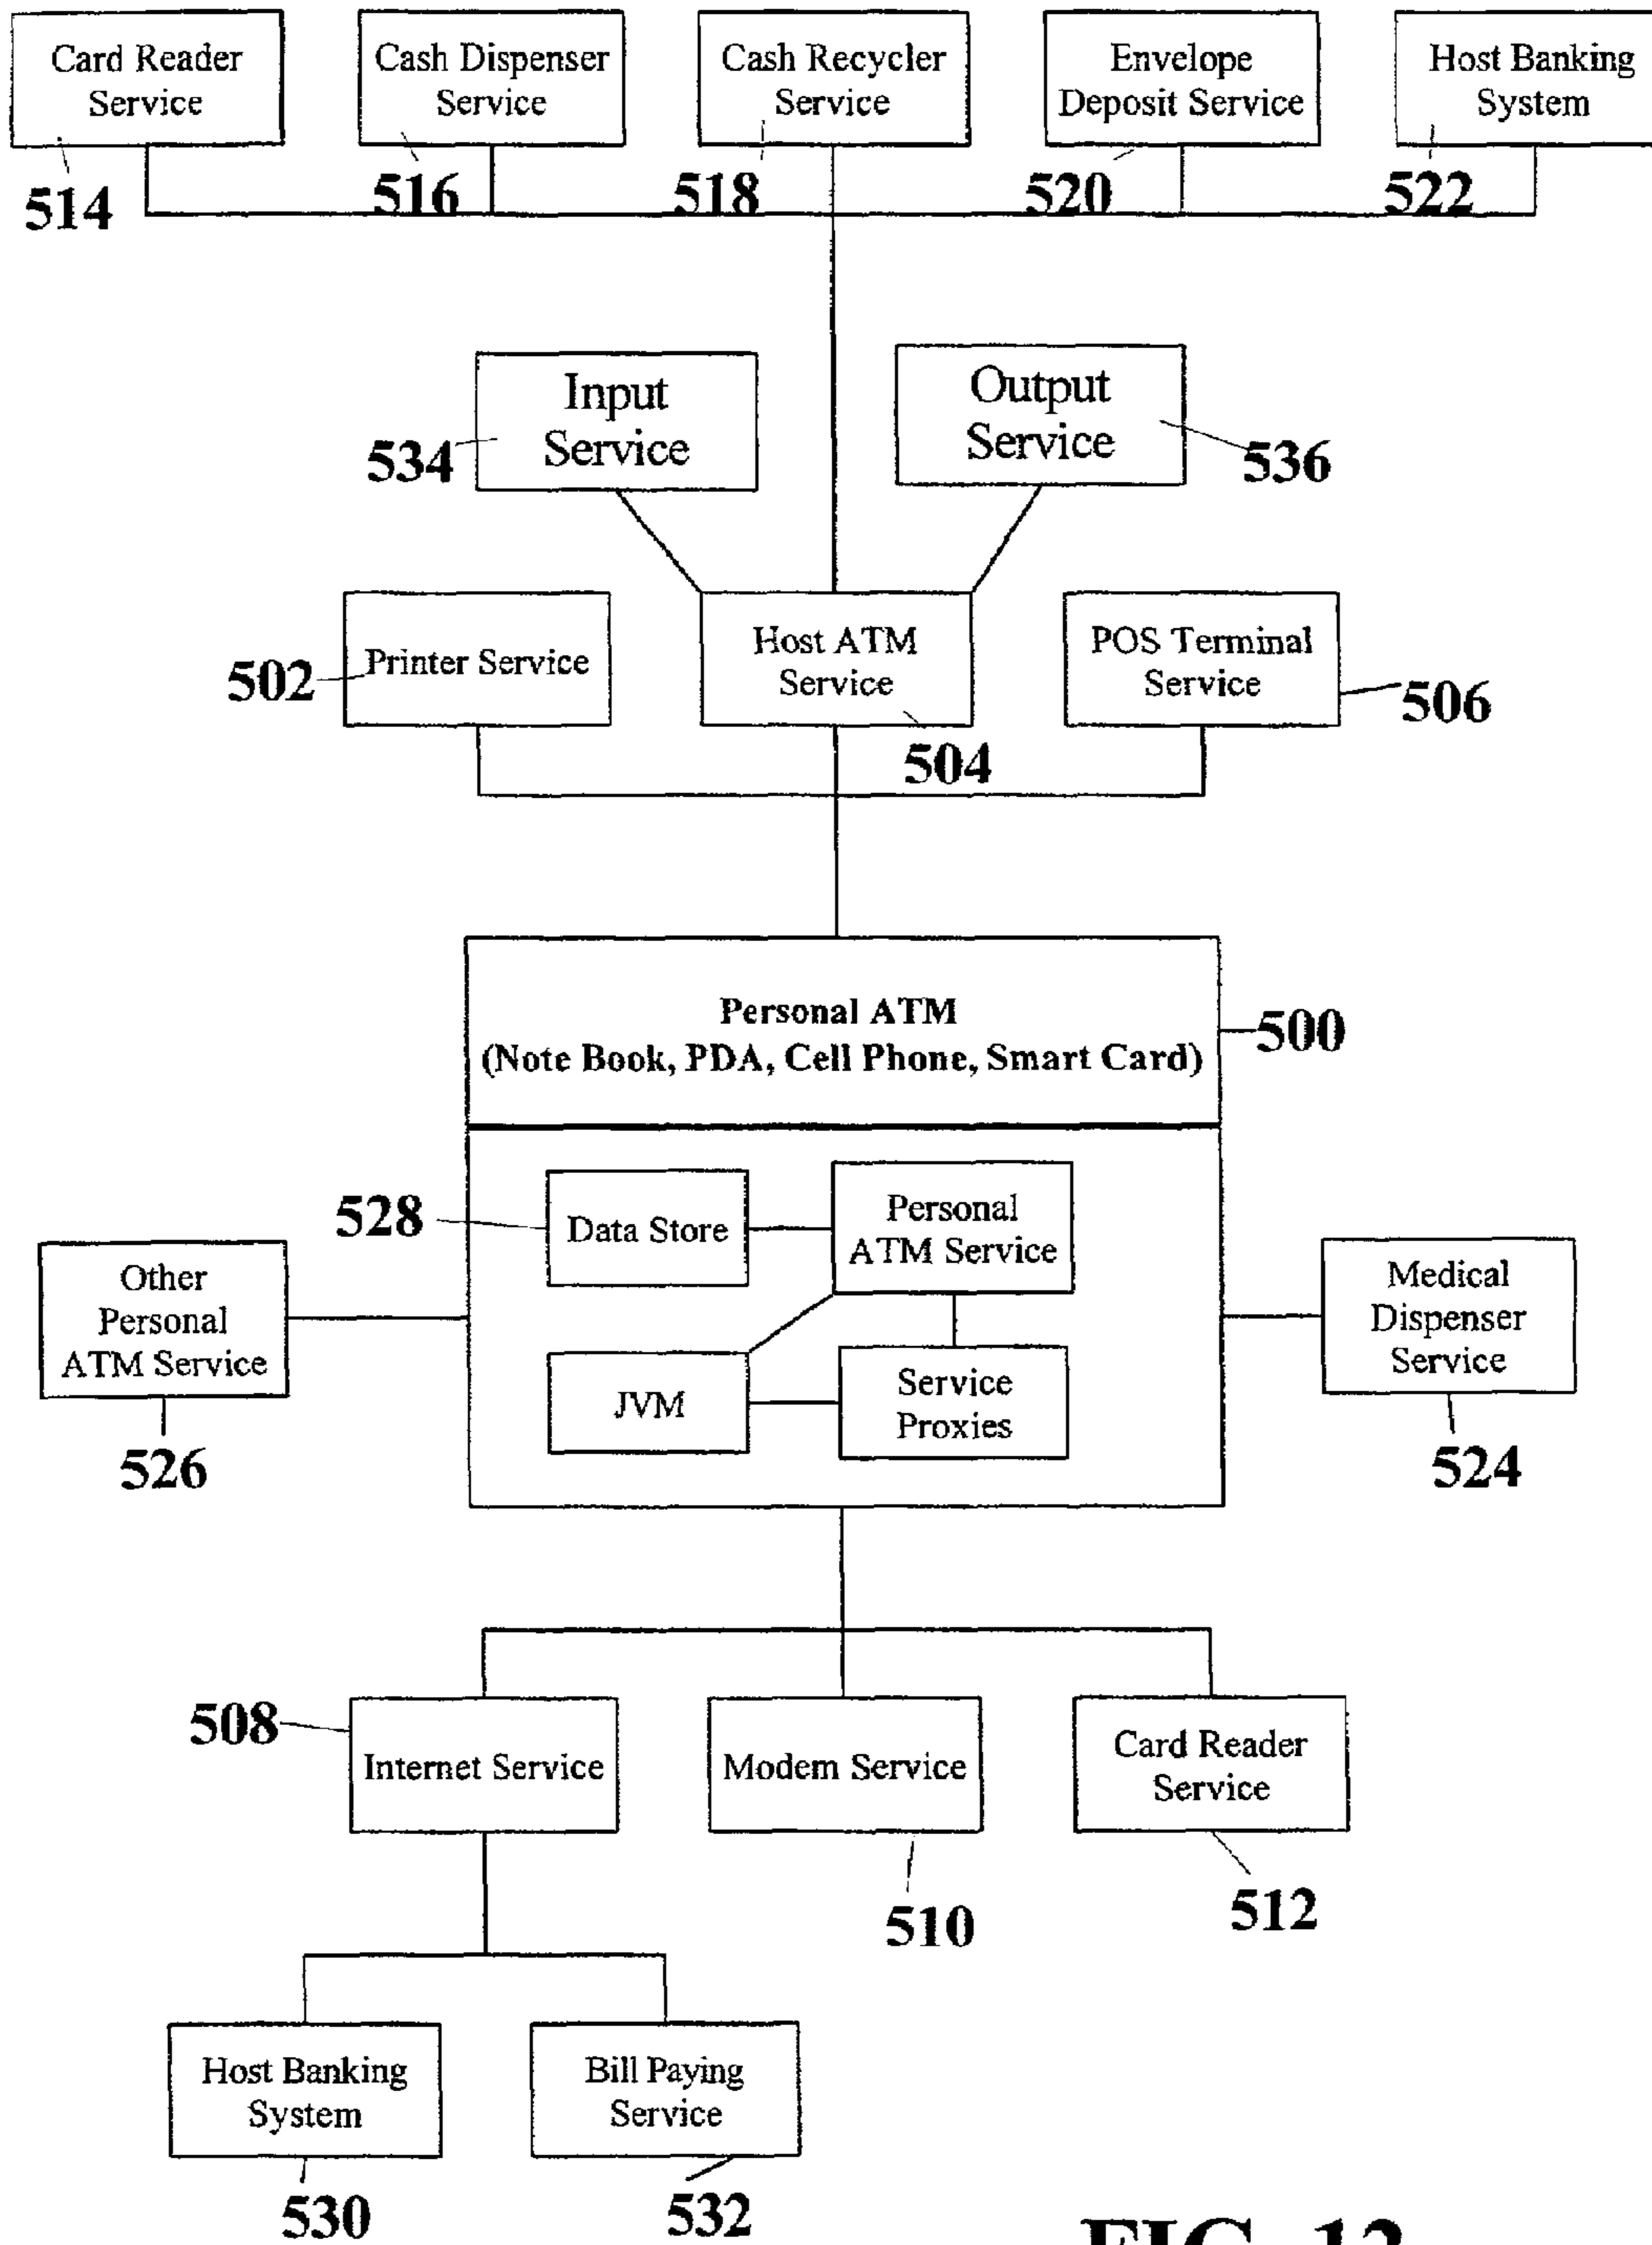 Card Reader
Service
Cash Dispenser
Service
Cash Recycler
Service
Envelope
Deposit Service
Host Banking
System
514
516
518
520
522
Input
Service
534
Output
Service
536
Printer Service
502
Host ATM
Service
504
POS Terminal
Service
506
Personal ATM
(Note Book, PDA, Cell Phone, Smart Card)
500
528
Data Store
Personal
ATM Service
JVM
Service
Proxies
Other
Personal
ATM Service
526
Medical
Dispenser
Service
524
508
Internet Service
Modem Service
510
Card Reader
Service
512
Host Banking
System
530
Bill Paying
Service
532